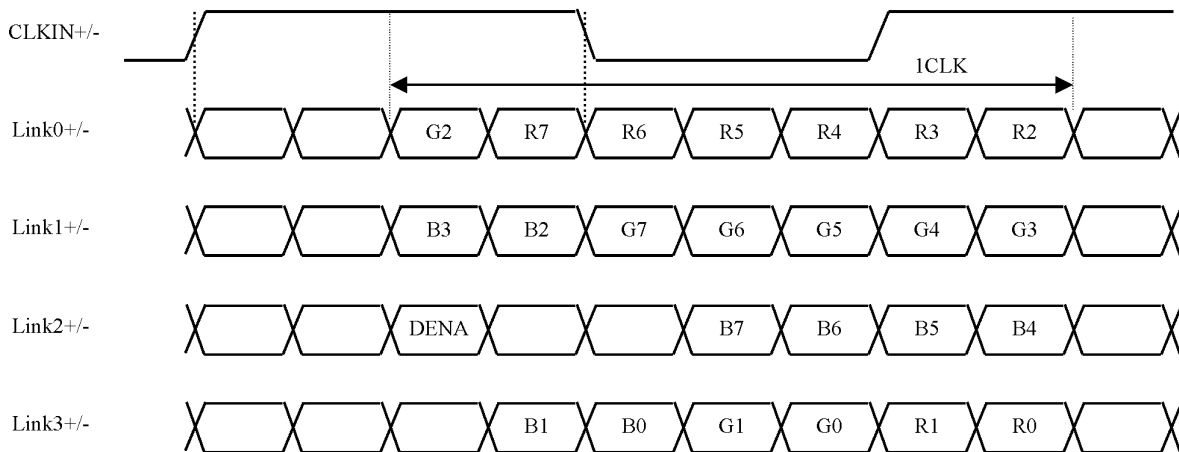 CLKIN+/-
1CLK
Link0+/- G2 R7 R6 R5 R4 R3 R2
Link1+/- B3 B2 G7 G6 G5 G4 G3
Link2+/- DENA B7 B6 B5 B4
Link3+/- B1 B0 G1 G0 R1 R0